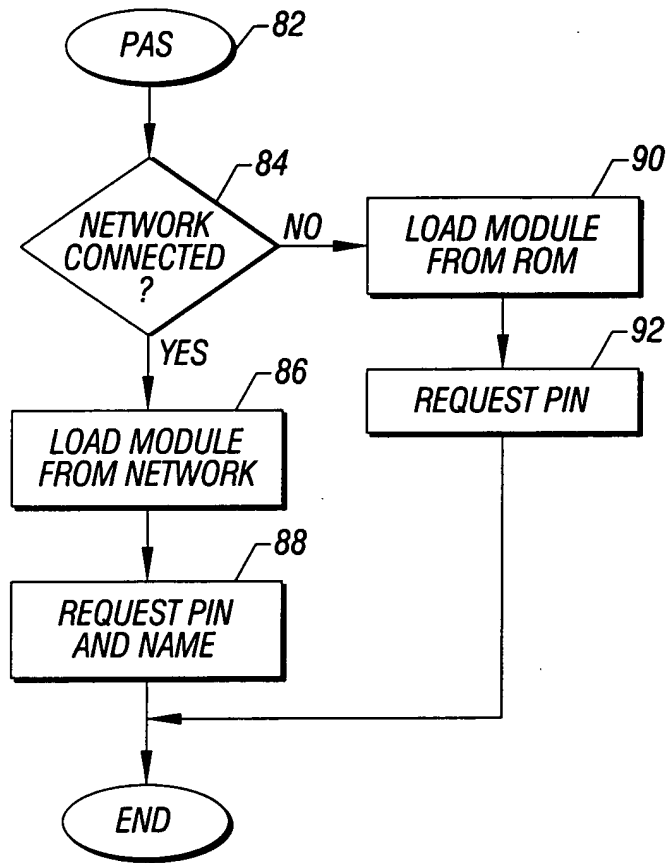 PAS
82
84
NETWORK
CONNECTED
?
NO
YES
90
LOAD MODULE
FROM ROM
92
REQUEST PIN
86
LOAD MODULE
FROM NETWORK
88
REQUEST PIN
AND NAME
END